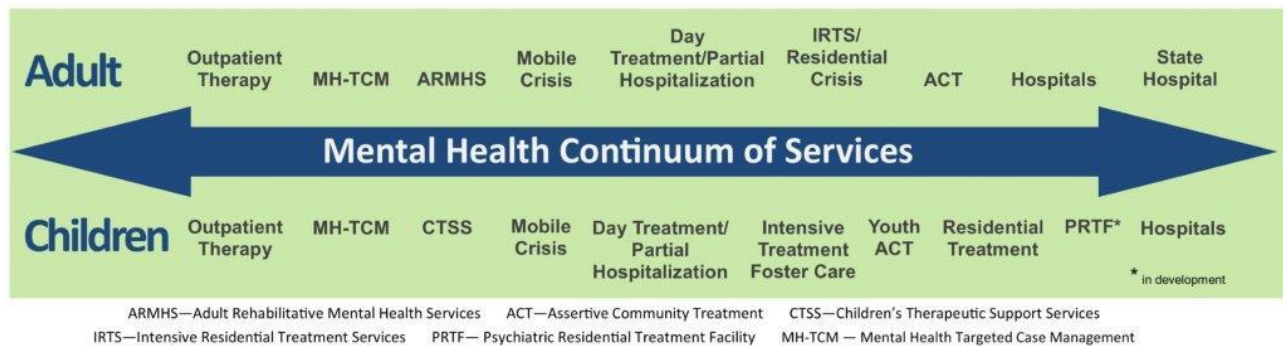 Adult
Outpatient
Therapy
MH-TCM
ARMHS
Mobile
Crisis
Day
Treatment/Partial
Hospitalization
IRTS/
Residential
Crisis
ACT
Hospitals
State
Hospital
Mental Health Continuum of Services
Children
Outpatient
Therapy
MH-TCM
CTSS
Mobile
Crisis
Day Treatment/
Partial
Hospitalization
Intensive
Treatment
Foster Care
Youth
ACT
Residential
Treatment
PRTF*
Hospitals
* in development
ARMHS—Adult Rehabilitative Mental Health Services ACT—Assertive Community Treatment CTSS—Children's Therapeutic Support Services
IRTS—Intensive Residential Treatment Services PRTF— Psychiatric Residential Treatment Facility MH-TCM — Mental Health Targeted Case Management